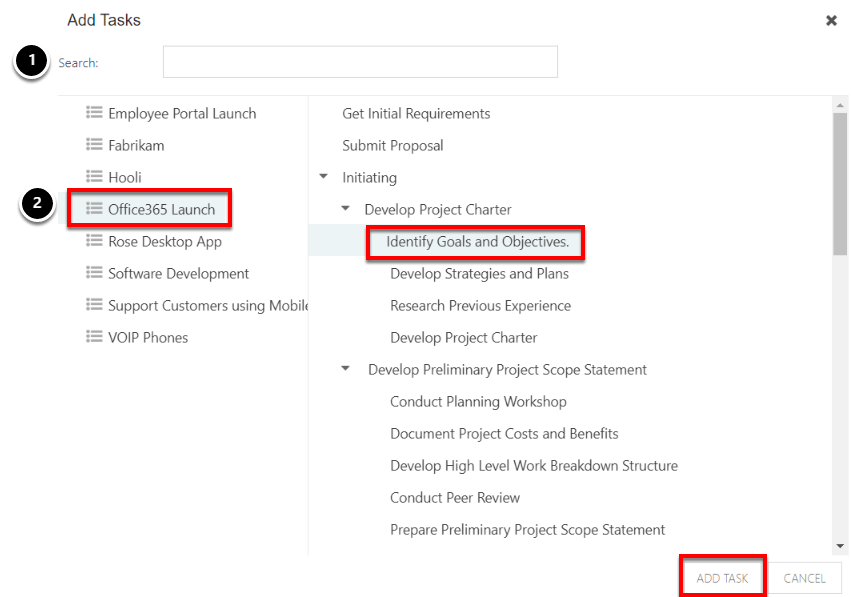 Add Tasks
1
Search:
Employee Portal Launch
Fabrikam
Hooli
2
Office365 Launch
Rose Desktop App
Software Development
Support Customers using Mobile
VOIP Phones
Get Initial Requirements
Submit Proposal
Initiating
Develop Project Charter
Identify Goals and Objectives.
Develop Strategies and Plans
Research Previous Experience
Develop Project Charter
Develop Preliminary Project Scope Statement
Conduct Planning Workshop
Document Project Costs and Benefits
Develop High Level Work Breakdown Structure
Conduct Peer Review
Prepare Preliminary Project Scope Statement
ADD TASK
CANCEL